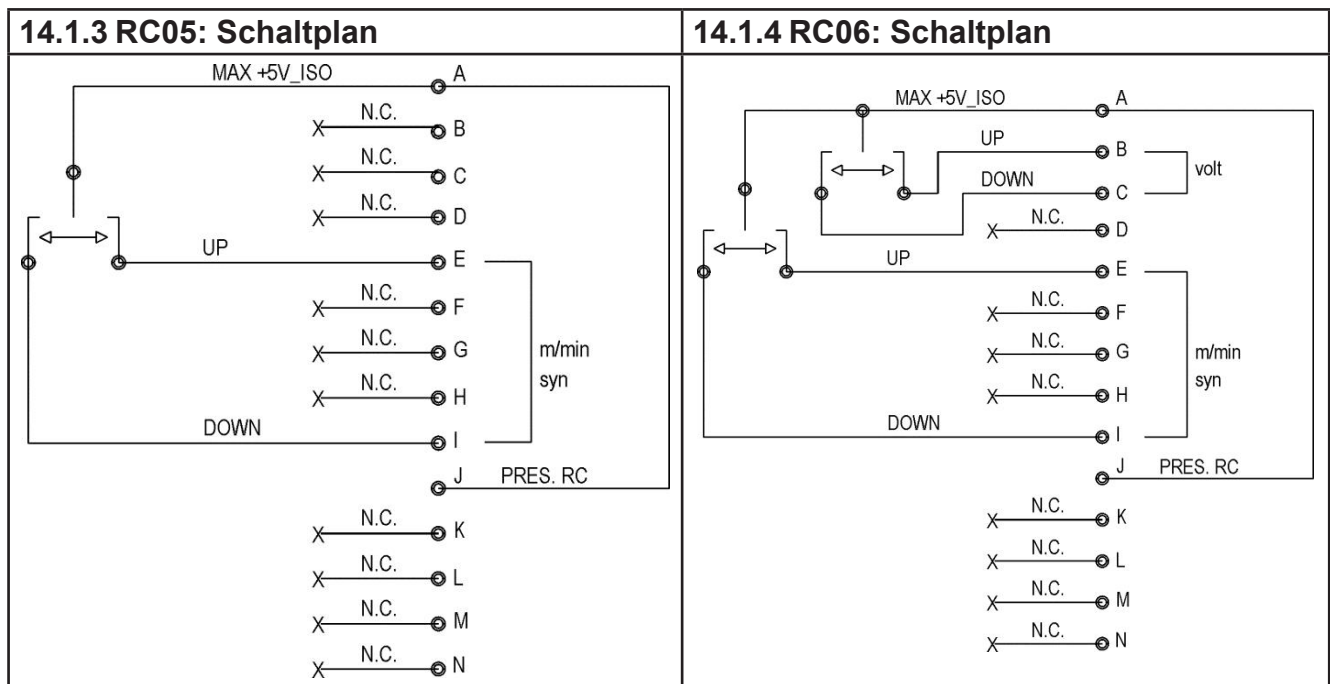 14.1.3 RC05: Schaltplan
MAX +5V_ISO A
N.C. B
X
N.C. C
X
N.C. D
X
UP E
N.C. F
X
N.C. G
X
m/min
N.C. H
X
syn
DOWN I
J PRES. RC
N.C. K
X
N.C. L
X
N.C. M
X
N.C. N
X
14.1.4 RC06: Schaltplan
MAX +5V_ISO A
UP B
volt
DOWN C
N.C. D
X
UP E
N.C. F
X
N.C. G
X
m/min
N.C. H
X
syn
DOWN I
J PRES. RC
N.C. K
X
N.C. L
X
N.C. M
X
N.C. N
X